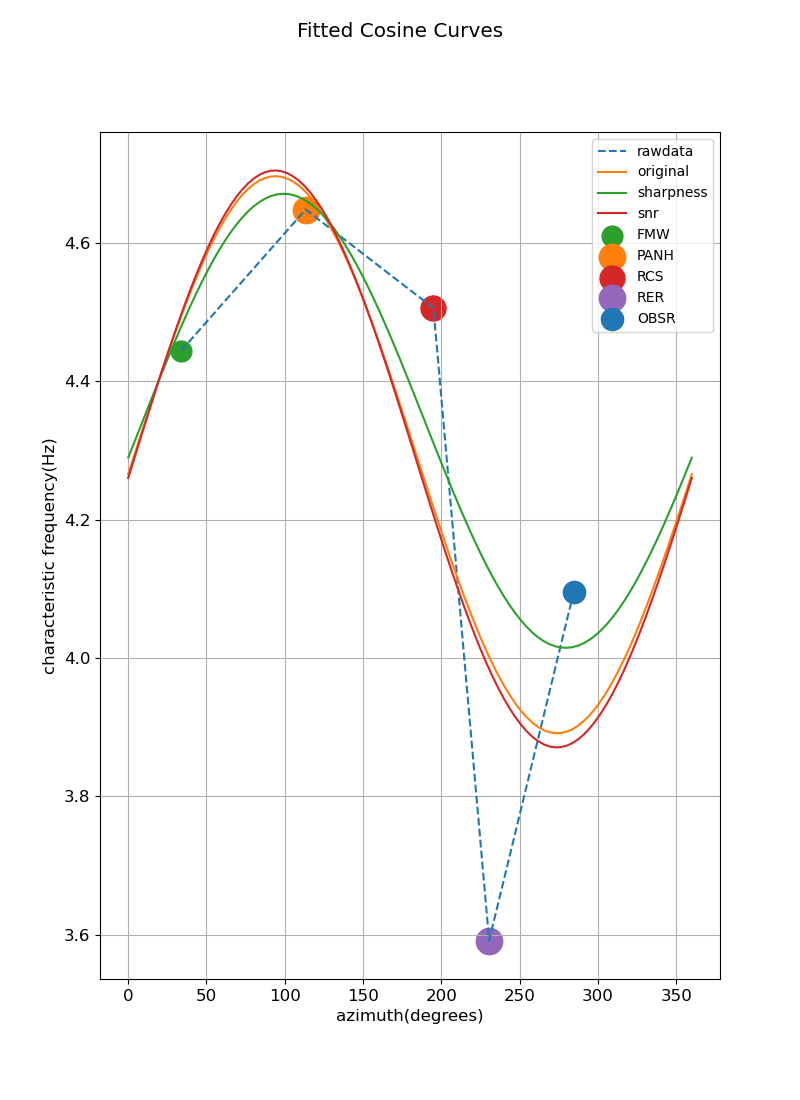 Fitted Cosine Curves
rawdata
original
sharpness
snr
FMW
PANH
RCS
RER
OBSR
characteristic frequency(Hz)
4.6
4.4
4.2
4.0
3.8
3.6
0 50 100 150 200 250 300 350
azimuth(degrees)